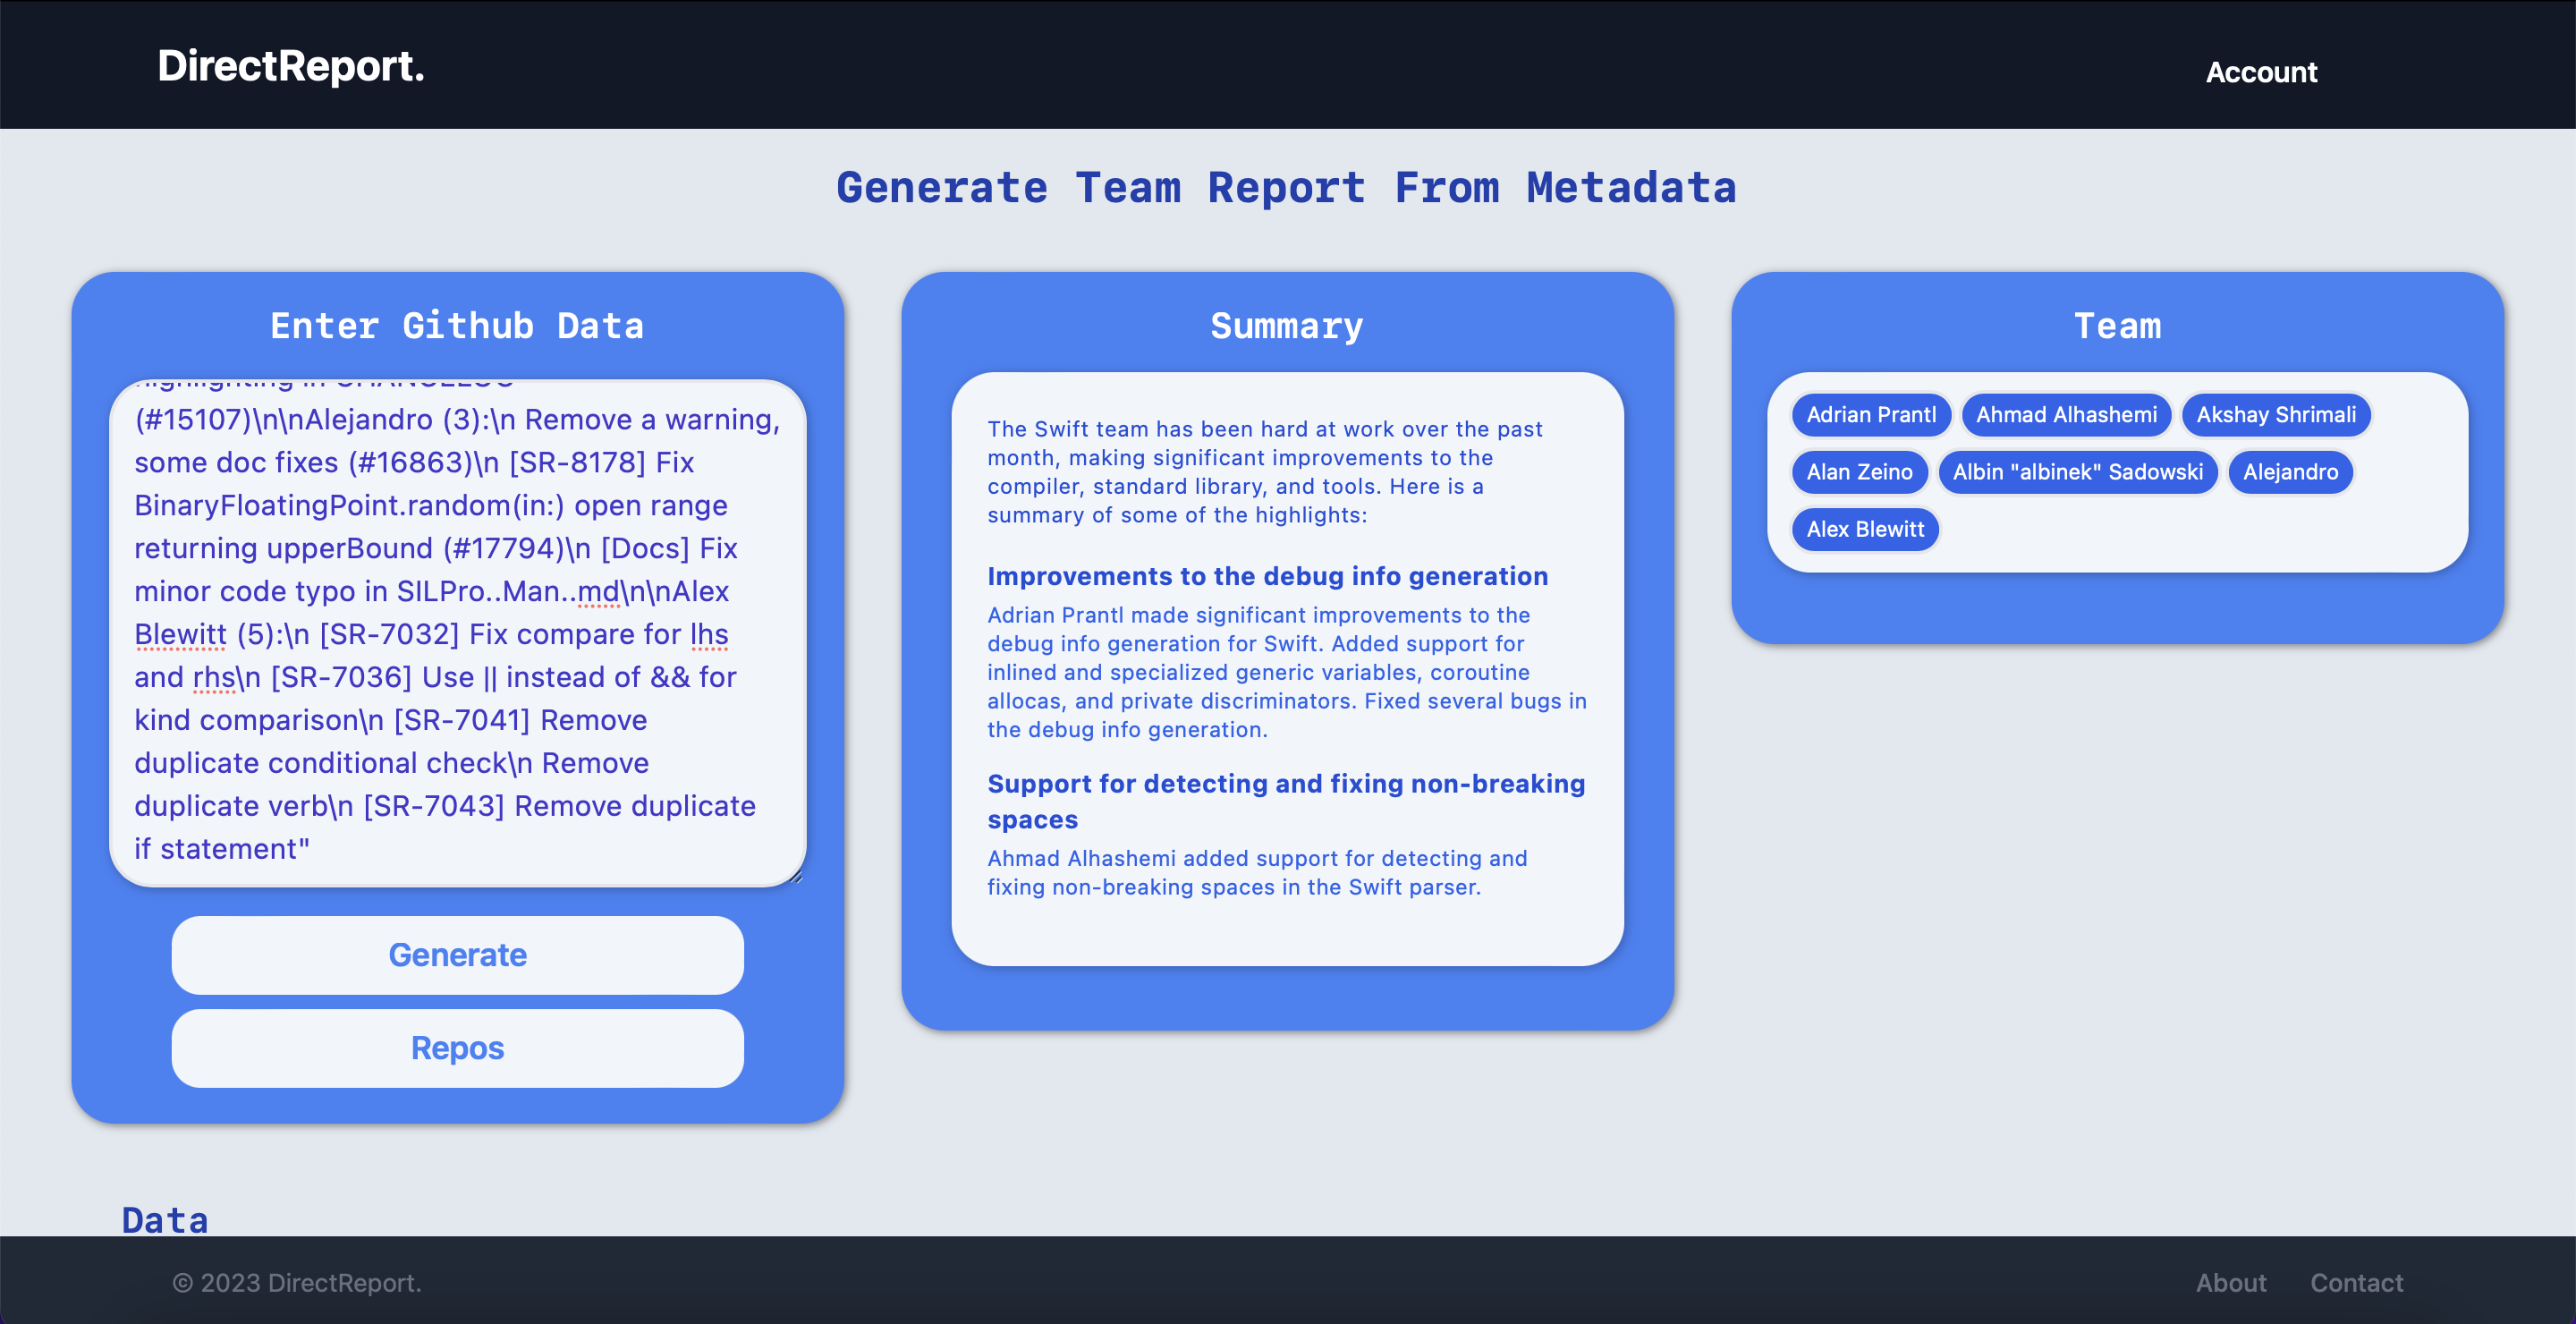 DirectReport.
Account
Generate Team Report From Metadata
Enter Github Data
highlighting in CHANGELOG
(#15107)\n\nAlejandro (3):\n Remove a warning,
some doc fixes (#16863)\n [SR-8178] Fix
BinaryFloatingPoint.random(in:) open range
returning upperBound (#17794)\n [Docs] Fix
minor code typo in SILPro..Man..md\n\nAlex
Blewitt (5):\n [SR-7032] Fix compare for lhs
and rhs\n [SR-7036] Use || instead of && for
kind comparison\n [SR-7041] Remove
duplicate conditional check\n Remove
duplicate verb\n [SR-7043] Remove duplicate
if statement"
Generate
Repos
Summary
The Swift team has been hard at work over the past
month, making significant improvements to the
compiler, standard library, and tools. Here is a
summary of some of the highlights:
Improvements to the debug info generation
Adrian Prantl made significant improvements to the
debug info generation for Swift. Added support for
inlined and specialized generic variables, coroutine
allocas, and private discriminators. Fixed several bugs in
the debug info generation.
Support for detecting and fixing non-breaking
spaces
Ahmad Alhashemi added support for detecting and
fixing non-breaking spaces in the Swift parser.
Team
Adrian Prantl Ahmad Alhashemi Akshay Shrimali
Alan Zeino Albin "albinek" Sadowski Alejandro
Alex Blewitt
Data
© 2023 DirectReport.
About Contact